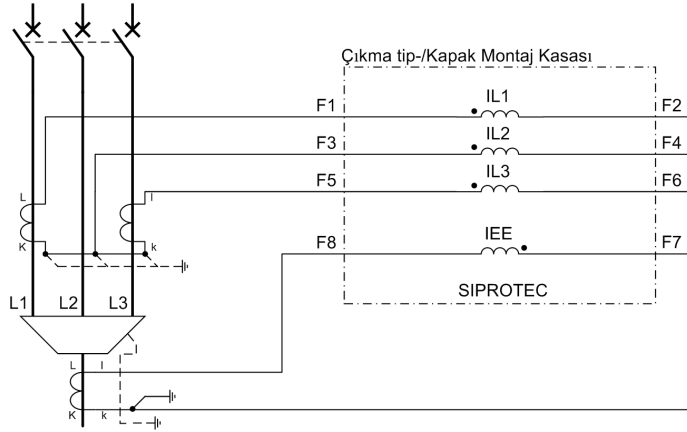 Çıkma tip-/Kapak Montaj Kasası
F1 IL1 F2
F3 IL2 F4
F5 IL3 F6
L l
K k
F8 IEE F7
SIPROTEC
L1 L2 L3
L l
K k